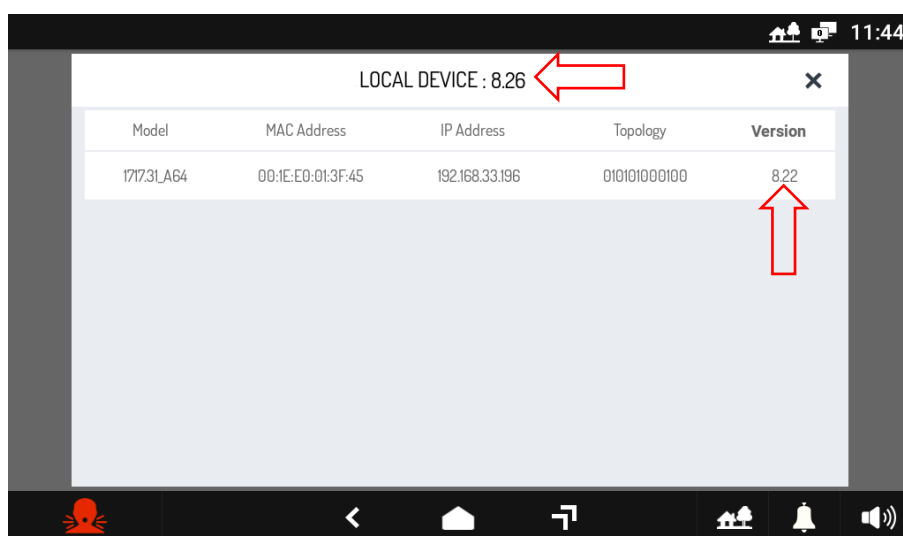 11:44
LOCAL DEVICE : 8.26
Model MAC Address IP Address Topology Version
1717.31_A64 00:1E:E0:01:3F:45 192.168.33.196 010101000100 8.22